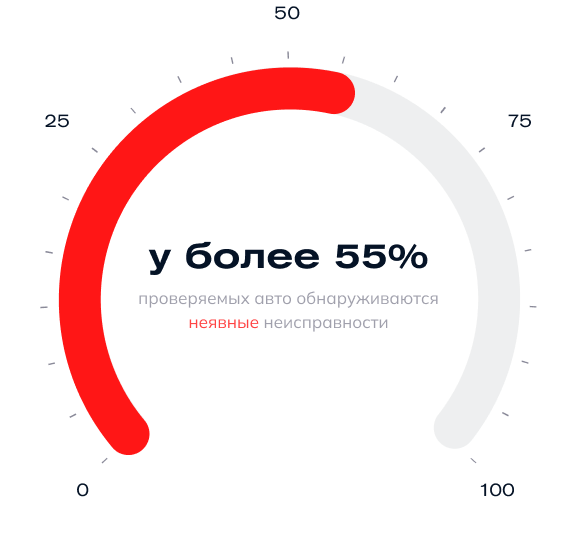 50
25
75
у более 55%
проверяемых авто обнаруживаются
неявные неисправности
0
100